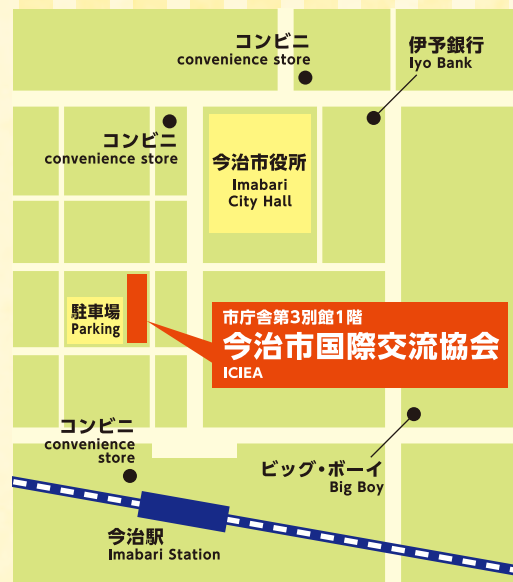 コンビニ
convenience store
伊予銀行
Iyo Bank
コンビニ
convenience store
今治市役所
Imabari
City Hall
駐車場
Parking
市庁舎第3別館1階
今治市国際交流協会
ICIEA
コンビニ
convenience
store
ビッグ・ボーイ
Big Boy
今治駅
Imabari Station